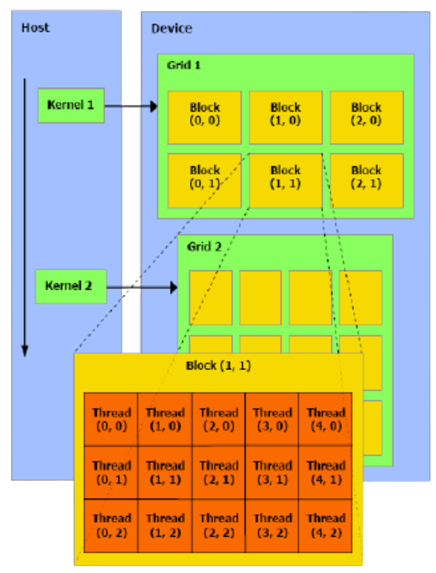 Host
Device
Grid 1
Kernel 1
Block Block Block
(0, 0) (1, 0) (2, 0)
Block Block Block
(0, 1) (1, 1) (2, 1)
Grid 2
Kernel 2
Block (1, 1)
Thread Thread Thread Thread Thread
(0, 0) (1, 0) (2, 0) (3, 0) (4, 0)
Thread Thread Thread Thread Thread
(0, 1) (1, 1) (2, 1) (3, 1) (4, 1)
Thread Thread Thread Thread Thread
(0, 2) (1, 2) (2, 2) (3, 2) (4, 2)